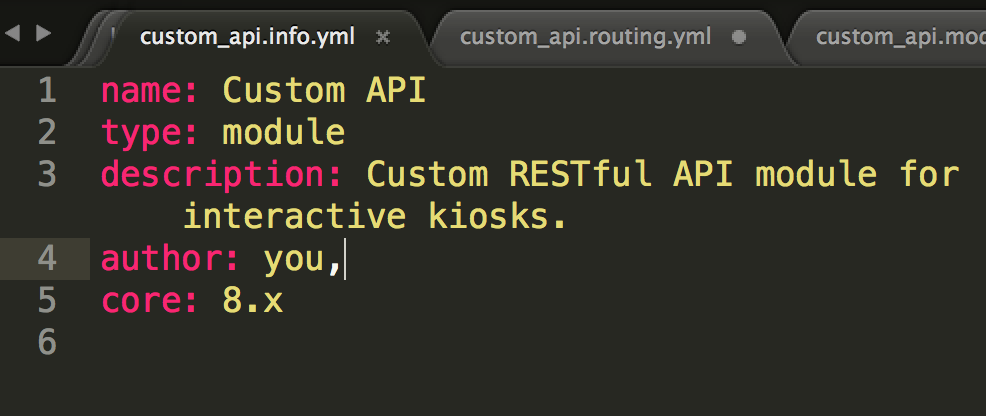 custom_api.info.yml × custom_api.routing.yml custom_api.mod
1 name: Custom API
2 type: module
3 description: Custom RESTful API module for
interactive kiosks.
4 author: you,
5 core: 8.x
6